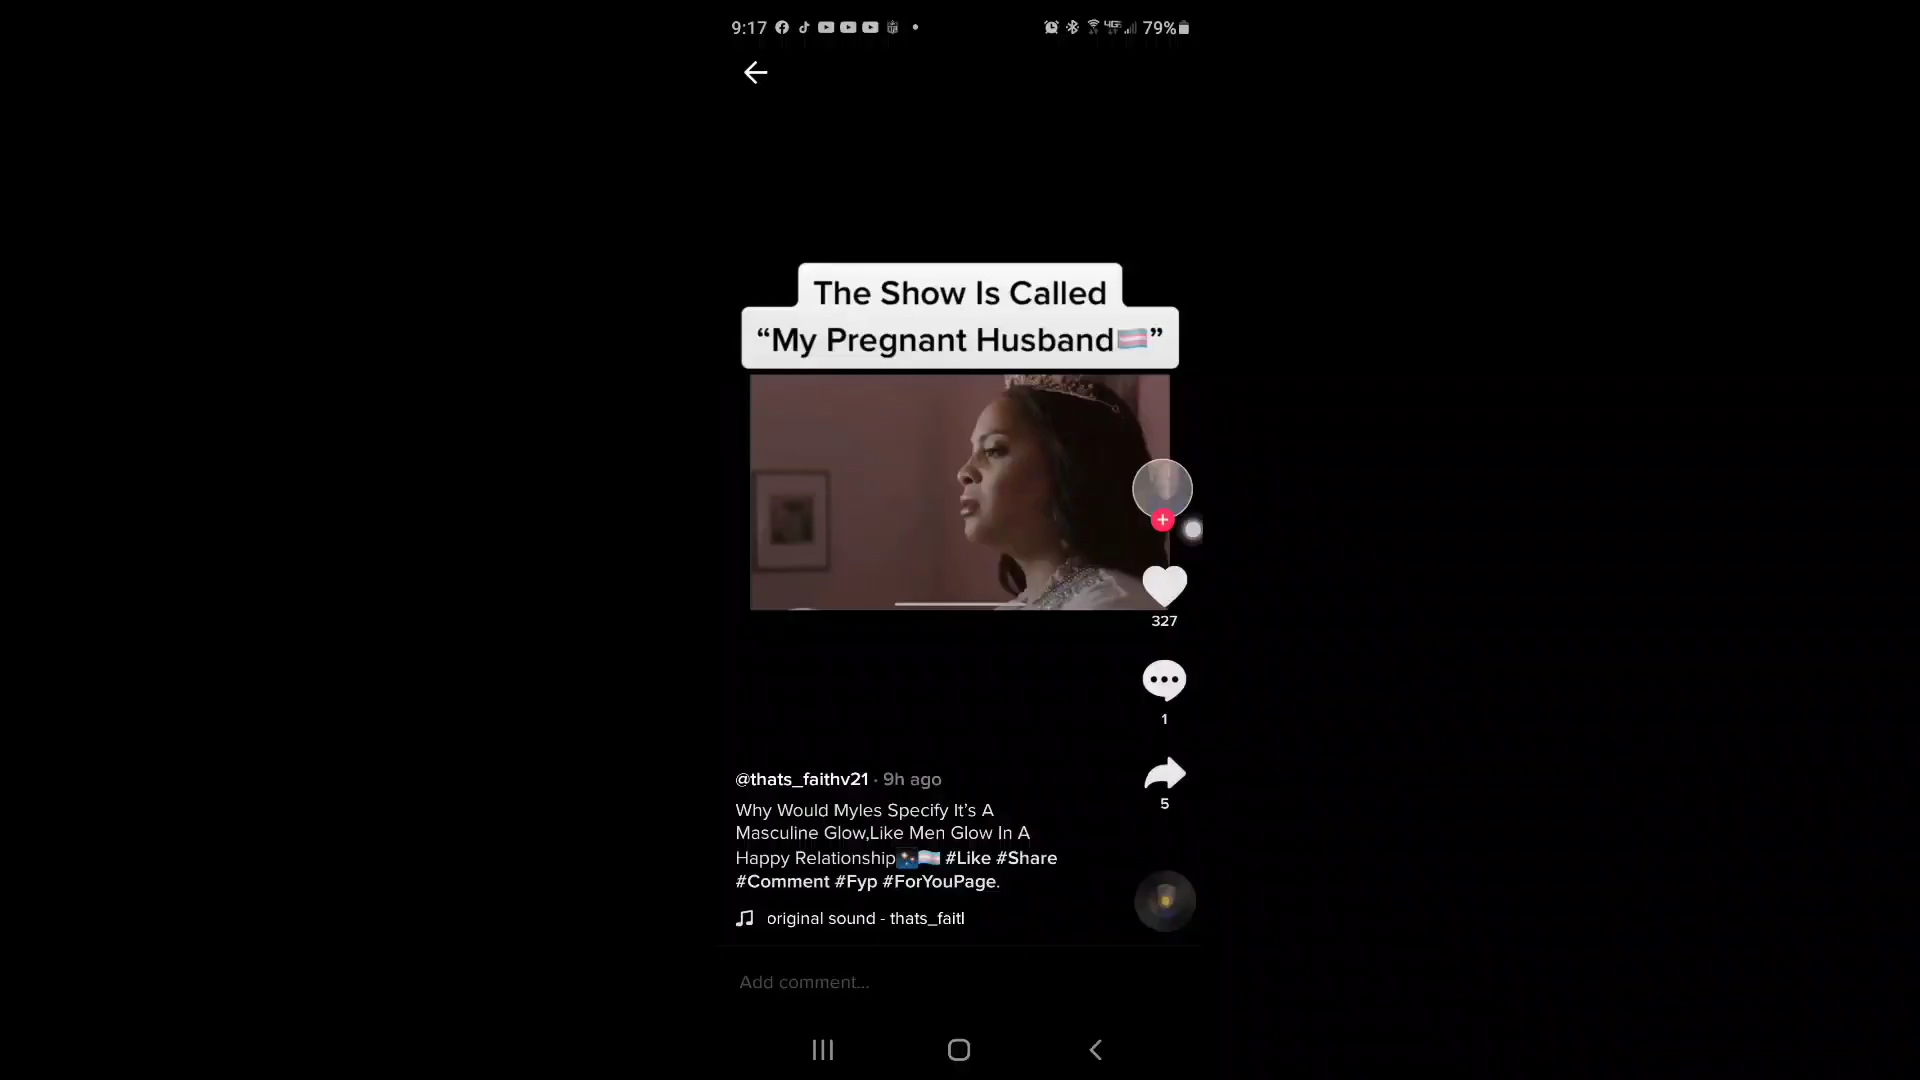 9:17
79%
The Show Is Called
“My Pregnant Husband🏳️‍⚧️”
327
1
@thats_faithv21 · 9h ago
5
Why Would Myles Specify It’s A
Masculine Glow,Like Men Glow In A
Happy Relationship🎆🏳️‍⚧️ #Like #Share
#Comment #Fyp #ForYouPage.
original sound - thats_faitl
Add comment...